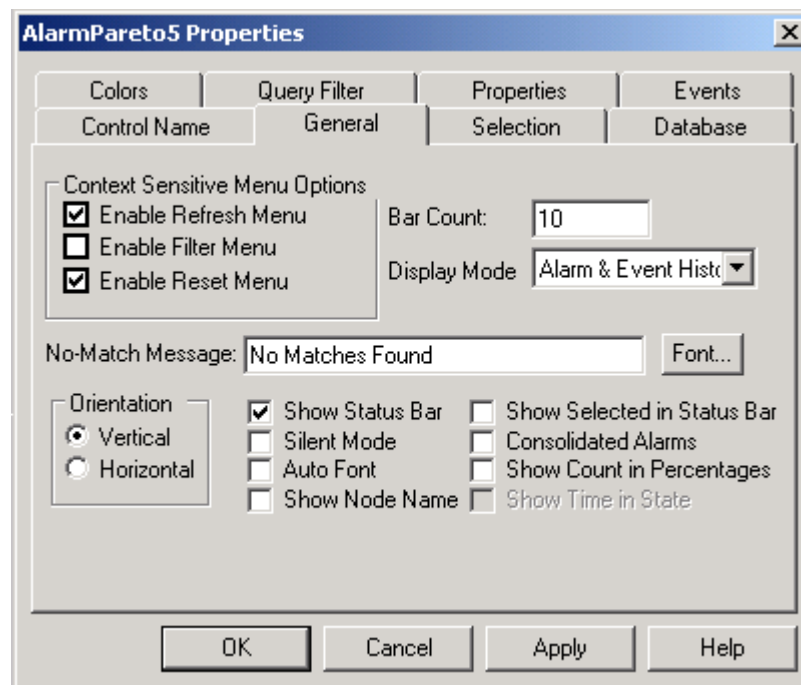 AlarmPareto5 Properties
Colors Query Filter Properties Events
Control Name General Selection Database
Context Sensitive Menu Options
Enable Refresh Menu
Enable Filter Menu
Enable Reset Menu
Bar Count: 10
Display Mode Alarm & Event Histo
No-Match Message: No Matches Found Font...
Orientation
Vertical
Horizontal
Show Status Bar
Silent Mode
Auto Font
Show Node Name
Show Selected in Status Bar
Consolidated Alarms
Show Count in Percentages
Show Time in State
OK Cancel Apply Help